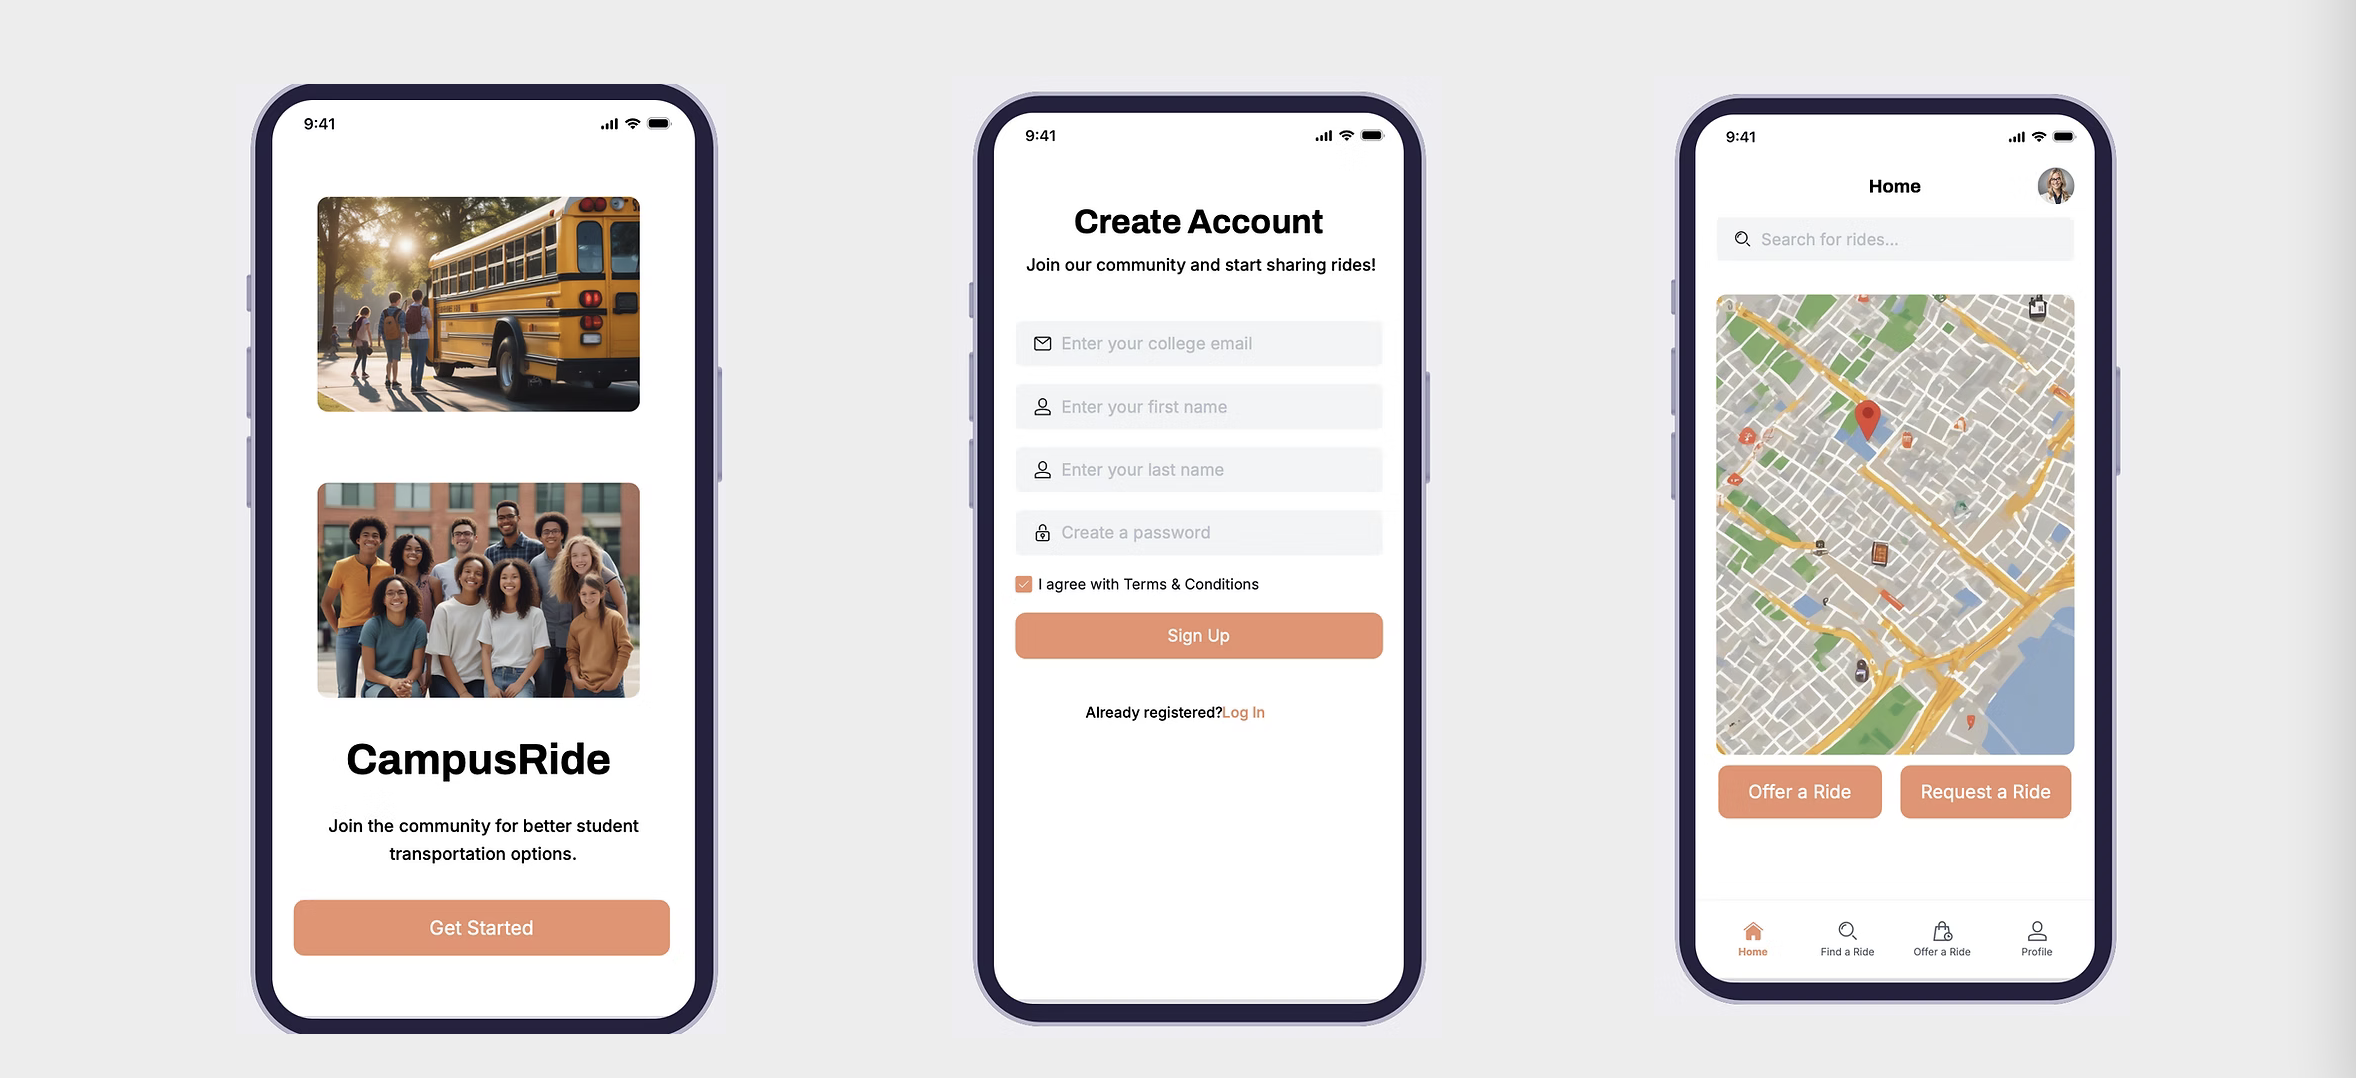 9:41
CampusRide
Join the community for better student
transportation options.
Get Started
9:41
Create Account
Join our community and start sharing rides!
Enter your college email
Enter your first name
Enter your last name
Create a password
I agree with Terms & Conditions
Sign Up
Already registered?Log In
9:41
Home
Search for rides...
Offer a Ride
Request a Ride
Home
Find a Ride
Offer a Ride
Profile